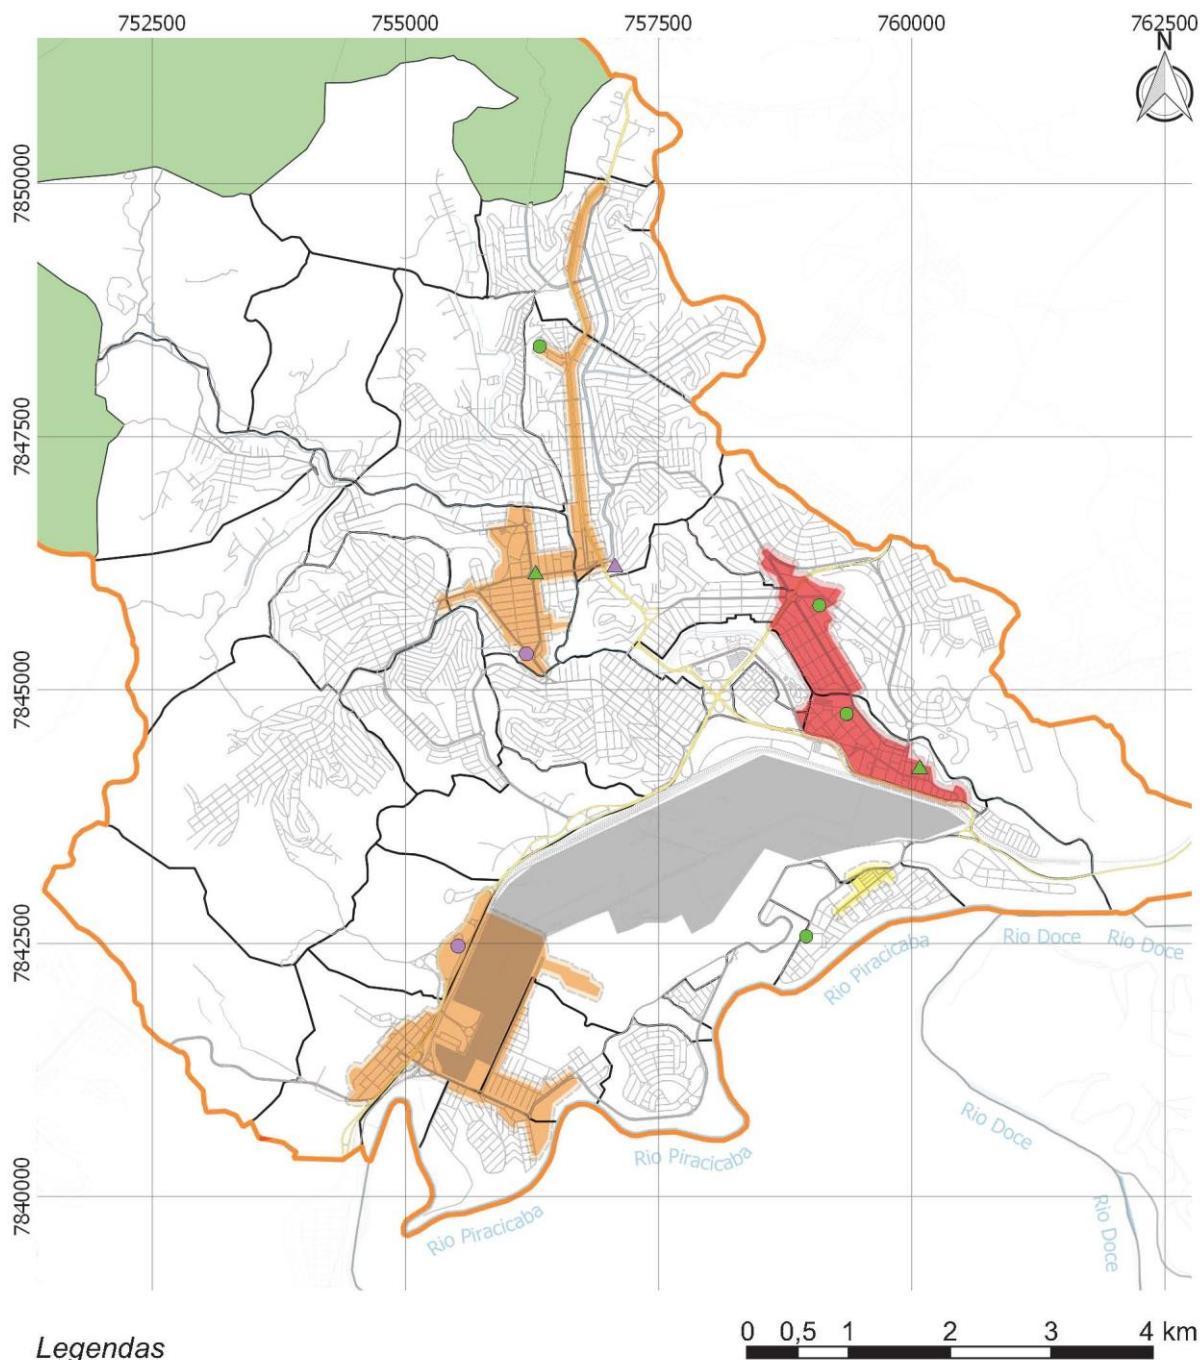 752500 755000 757500 760000 762500
N
7850000
7847500
7845000
7842500
7840000
Rio Piracicaba
Rio Doce
Rio Doce
Rio Doce
Rio Piracicaba
Rio Piracicaba
Rio Doce
Legendas
0 0,5 1 2 3 4 km